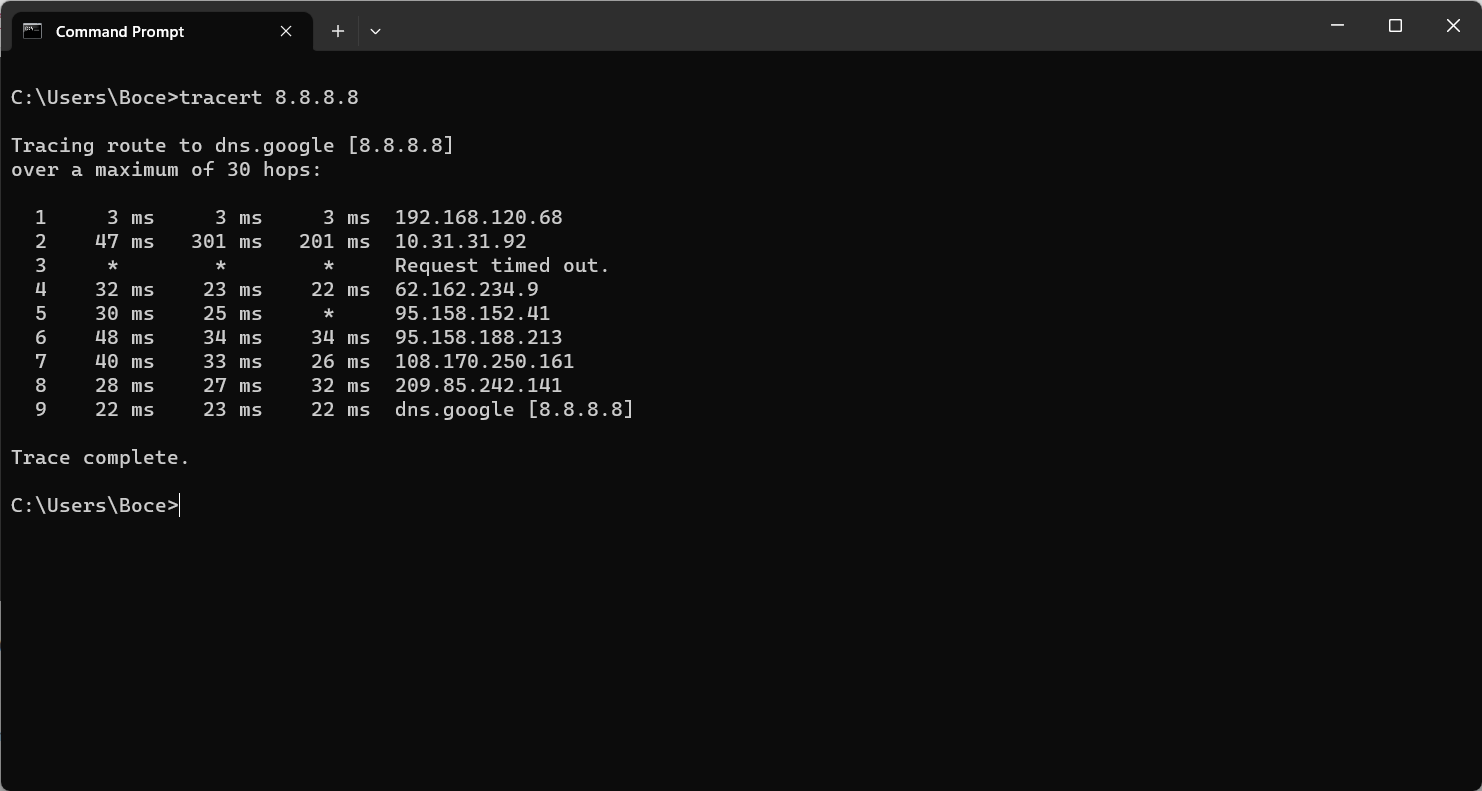 Command Prompt
C:\Users\Boce>tracert 8.8.8.8
Tracing route to dns.google [8.8.8.8]
over a maximum of 30 hops:
1 3 ms 3 ms 3 ms 192.168.120.68
2 47 ms 301 ms 201 ms 10.31.31.92
3 * * * Request timed out.
4 32 ms 23 ms 22 ms 62.162.234.9
5 30 ms 25 ms * 95.158.152.41
6 48 ms 34 ms 34 ms 95.158.188.213
7 40 ms 33 ms 26 ms 108.170.250.161
8 28 ms 27 ms 32 ms 209.85.242.141
9 22 ms 23 ms 22 ms dns.google [8.8.8.8]
Trace complete.
C:\Users\Boce>